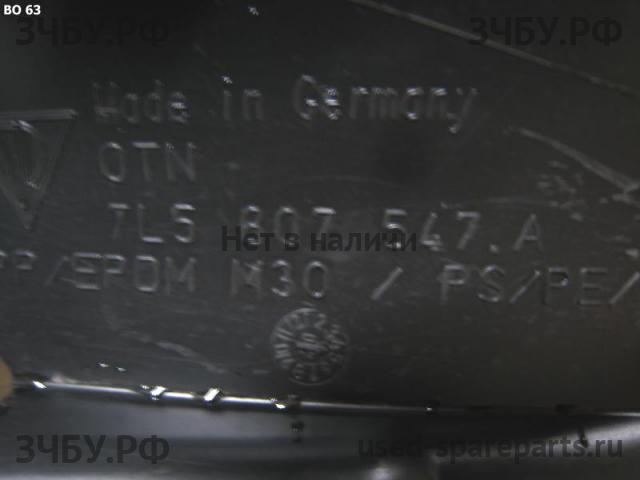 BO 63
ЗЧБУ.РФ
ЗЧБУ.РФ
Made in Germany
OTN
7L5 807 547.A
Нет в наличии
PP/EPDM M30 / PS/PE/
ЗЧБУ.РФ
used-spareparts.ru